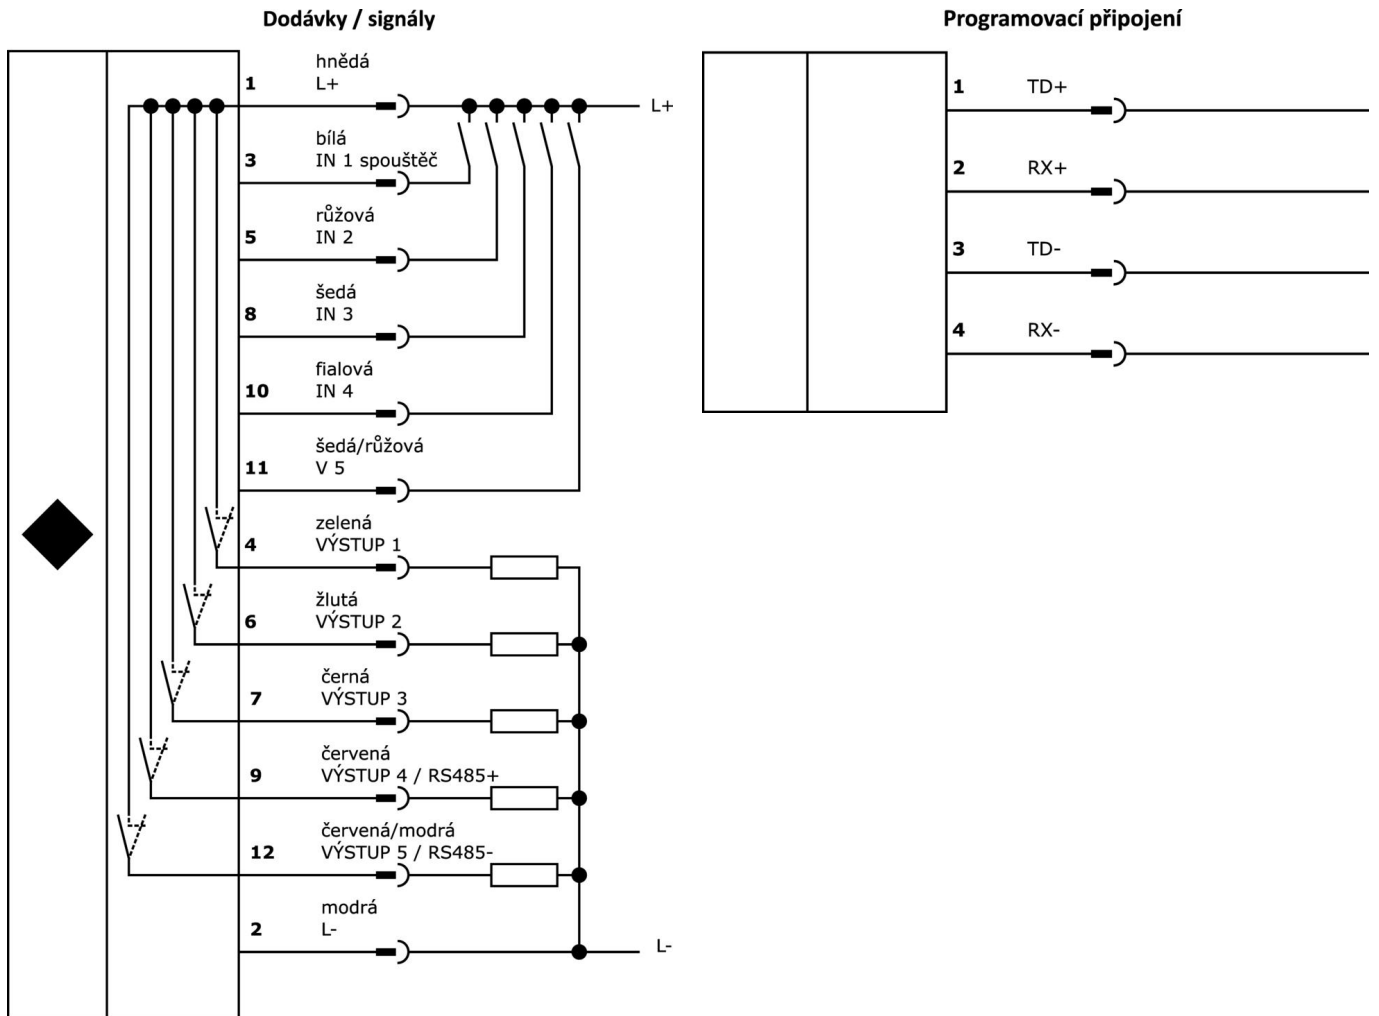 Dodávky / signály
hnědá
1 L+
L+
bílá
3 IN 1 spouštěč
růžová
5 IN 2
šedá
8 IN 3
fialová
10 IN 4
šedá/růžová
11 V 5
zelená
4 VÝSTUP 1
žlutá
6 VÝSTUP 2
černá
7 VÝSTUP 3
červená
9 VÝSTUP 4 / RS485+
červená/modrá
12 VÝSTUP 5 / RS485-
modrá
2 L-
L-
Programovací připojení
1 TD+
2 RX+
3 TD-
4 RX-